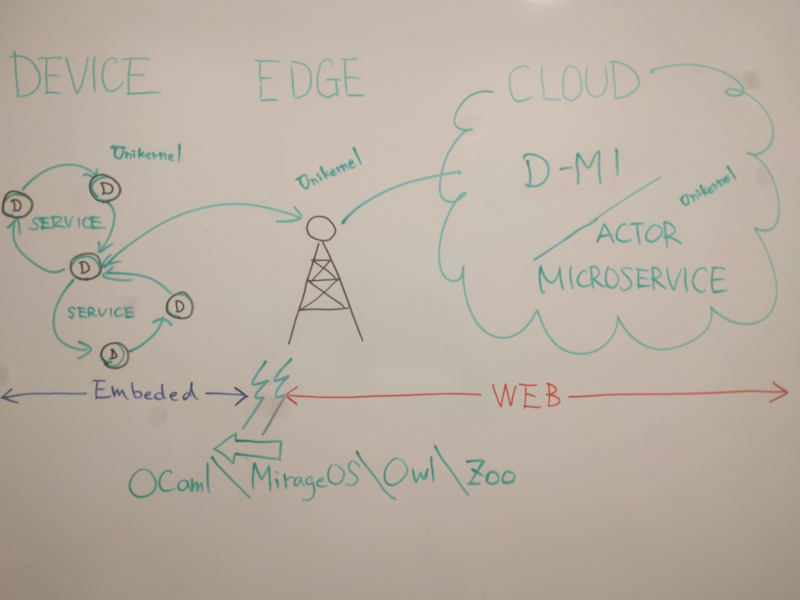 DEVICE EDGE CLOUD
Unikernel
Unikernel
D-MI
Unikernel
D
D
SERVICE
ACTOR
D
MICROSERVICE
D
SERVICE
D
Embeded
WEB
OCaml\MirageOS\Owl\Zoo